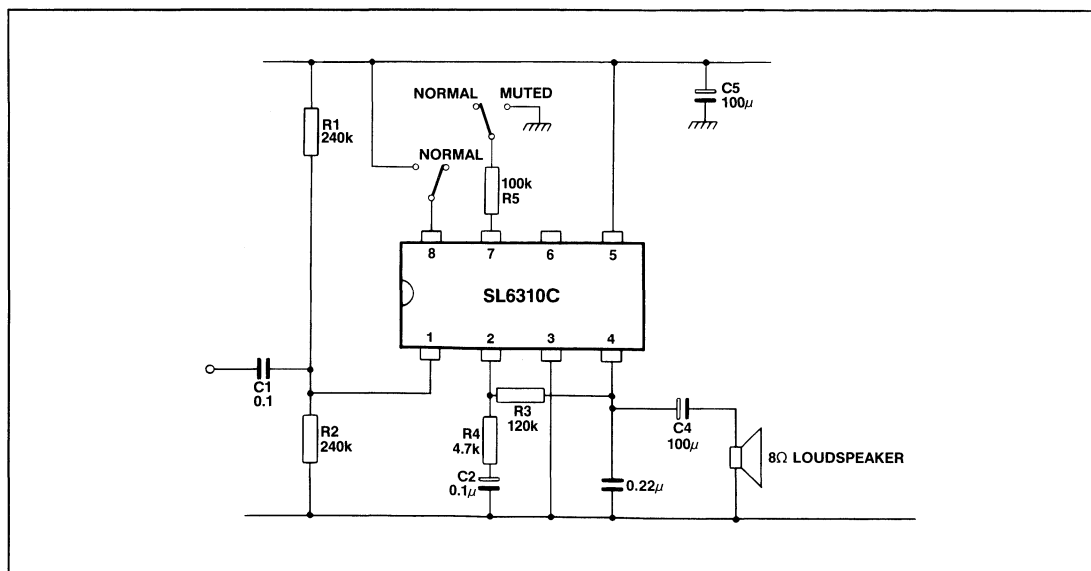 NORMAL MUTED
C5
100μ
R1
240k
NORMAL
100k
R5
8 7 6 5
SL6310C
1 2 3 4
C1
0.1
R2
240k
R3
120k
R4
4.7k
C2
0.1μ
C4
100μ
0.22μ
8Ω LOUDSPEAKER